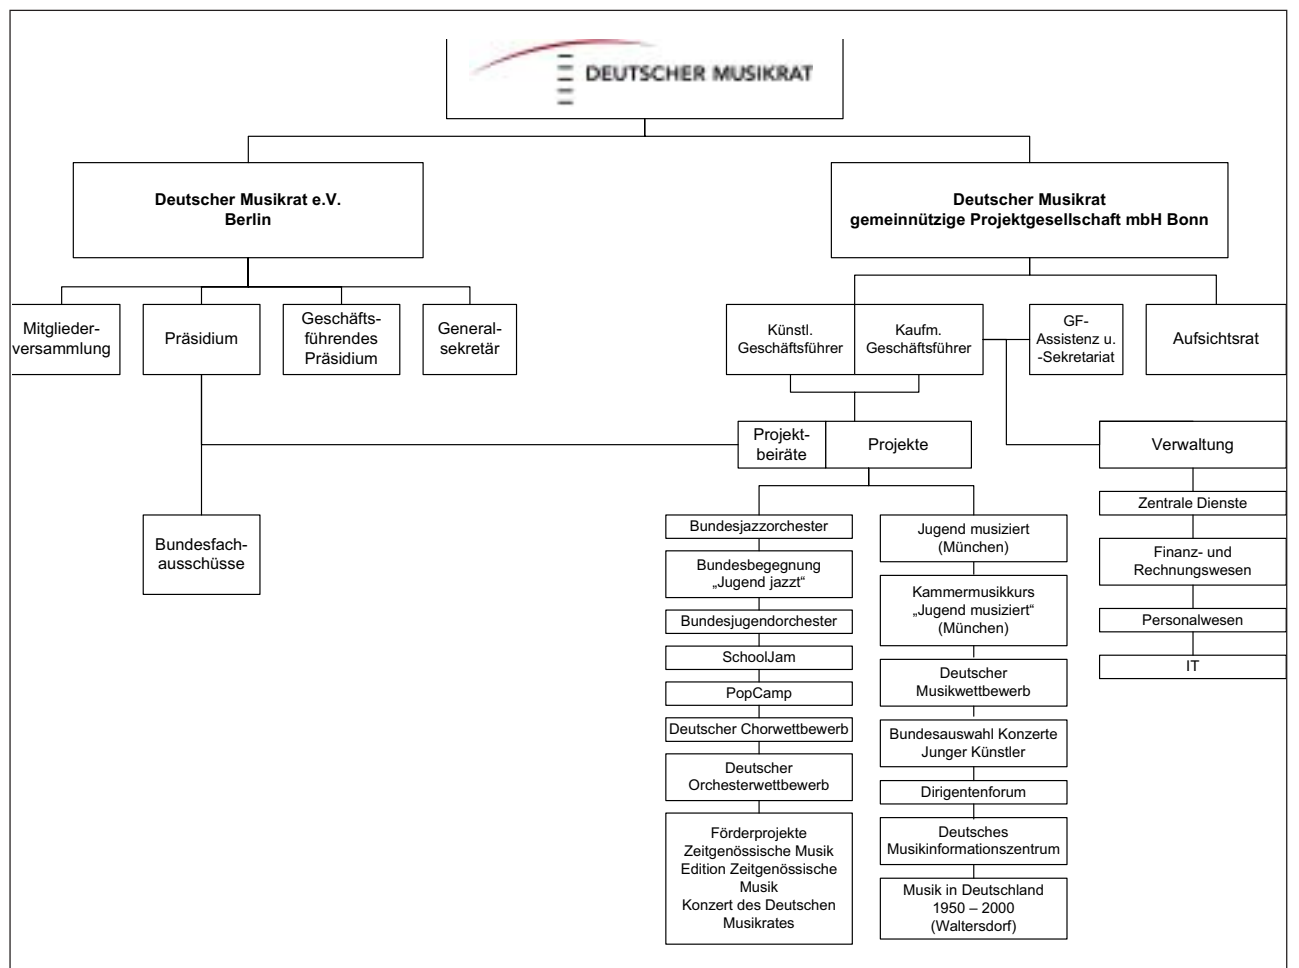 DEUTSCHER MUSIKRAT
Deutscher Musikrat e.V.
Berlin
Deutscher Musikrat
gemeinnützige Projektgesellschaft mbH Bonn
Mitglieder-
versammlung
Präsidium
Geschäfts-
führendes
Präsidium
General-
sekretär
Künstl.
Geschäftsführer
Kaufm.
Geschäftsführer
GF-
Assistenz u.
-Sekretariat
Aufsichtsrat
Projekt-
beiräte
Projekte
Verwaltung
Bundesfach-
ausschüsse
Bundesjazzorchester
Bundesbegegnung
„Jugend jazzt“
Bundesjugendorchester
SchoolJam
PopCamp
Deutscher Chorwettbewerb
Deutscher
Orchesterwettbewerb
Förderprojekte
Zeitgenössische Musik
Edition Zeitgenössische
Musik
Konzert des Deutschen
Musikrates
Jugend musiziert
(München)
Kammermusikkurs
„Jugend musiziert“
(München)
Deutscher
Musikwettbewerb
Bundesauswahl Konzerte
Junger Künstler
Dirigentenforum
Deutsches
Musikinformationszentrum
Musik in Deutschland
1950 – 2000
(Waltersdorf)
Zentrale Dienste
Finanz- und
Rechnungswesen
Personalwesen
IT